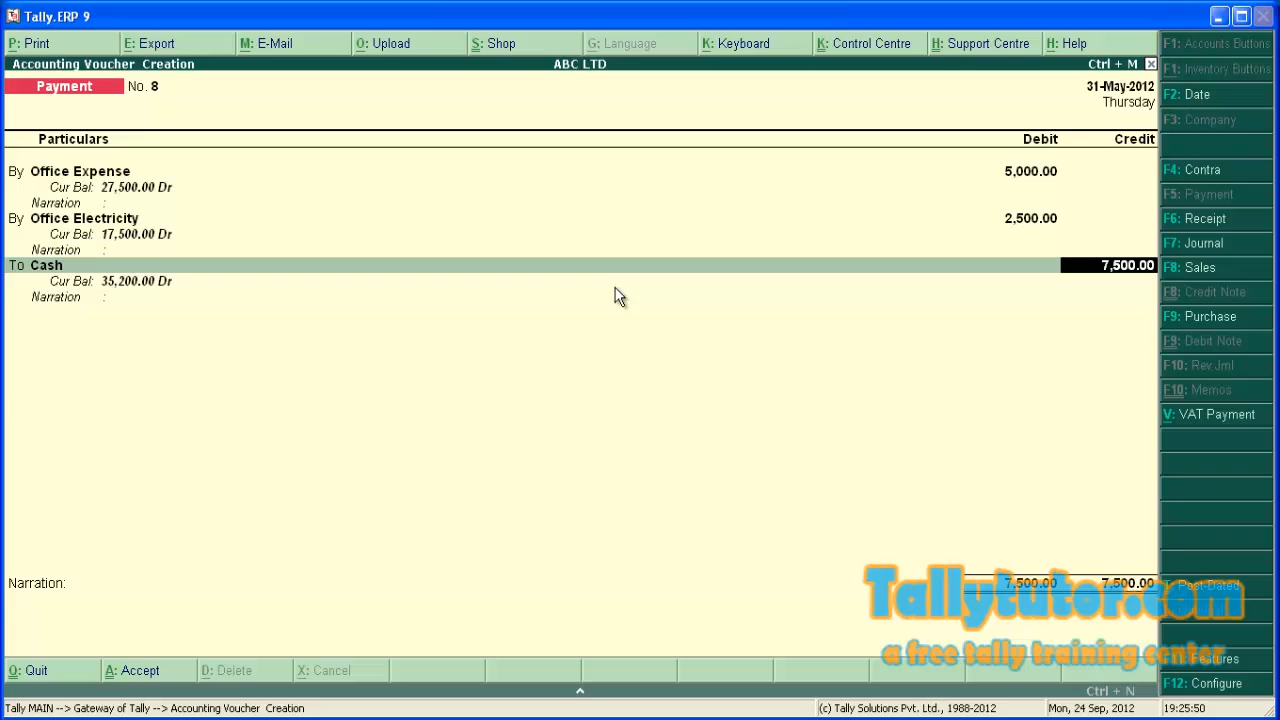 Tally.ERP 9
P: Print E: Export M: E-Mail O: Upload S: Shop G: Language K: Keyboard K: Control Centre H: Support Centre H: Help
F1: Accounts Buttons
Accounting Voucher Creation ABC LTD Ctrl + M
F1: Inventory Buttons
Payment No. 8 31-May-2012
F2: Date
Thursday
F3: Company
Particulars Debit Credit
By Office Expense 5,000.00
F4: Contra
Cur Bal: 27,500.00 Dr
F5: Payment
Narration :
By Office Electricity 2,500.00
F6: Receipt
Cur Bal: 17,500.00 Dr
F7: Journal
Narration :
To Cash 7,500.00
F8: Sales
Cur Bal: 35,200.00 Dr
F8: Credit Note
Narration :
F9: Purchase
F9: Debit Note
F10: Rev Jrnl
F10: Memos
V: VAT Payment
Narration: 7,500.00 7,500.00
Post-Dated
Tallytutor.com
a free tally training center
Features
Q: Quit A: Accept D: Delete X: Cancel
F12: Configure
Ctrl + N
Tally MAIN --> Gateway of Tally --> Accounting Voucher Creation (c) Tally Solutions Pvt. Ltd., 1988-2012 Mon, 24 Sep, 2012 19:25:50